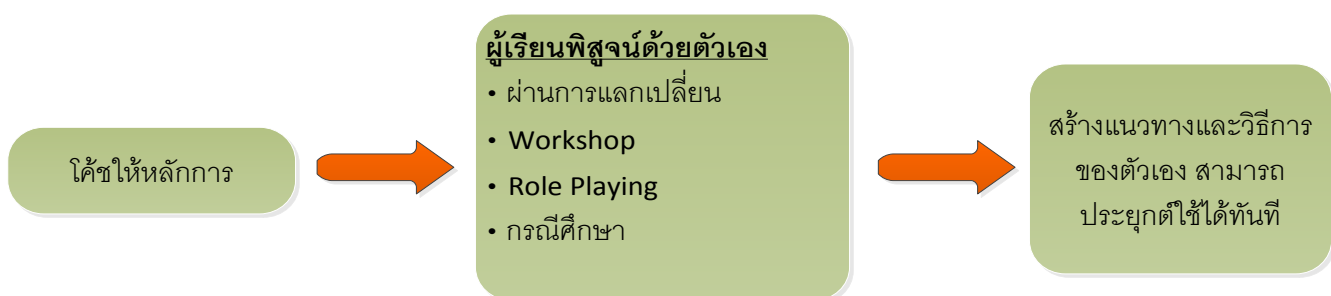 โค้ชให้หลักการ
ผู้เรียนพิสูจน์ด้วยตัวเอง
• ผ่านการแลกเปลี่ยน
• Workshop
• Role Playing
• กรณีศึกษา
สร้างแนวทางและวิธีการ
ของตัวเอง สามารถ
ประยุกต์ใช้ได้ทันที